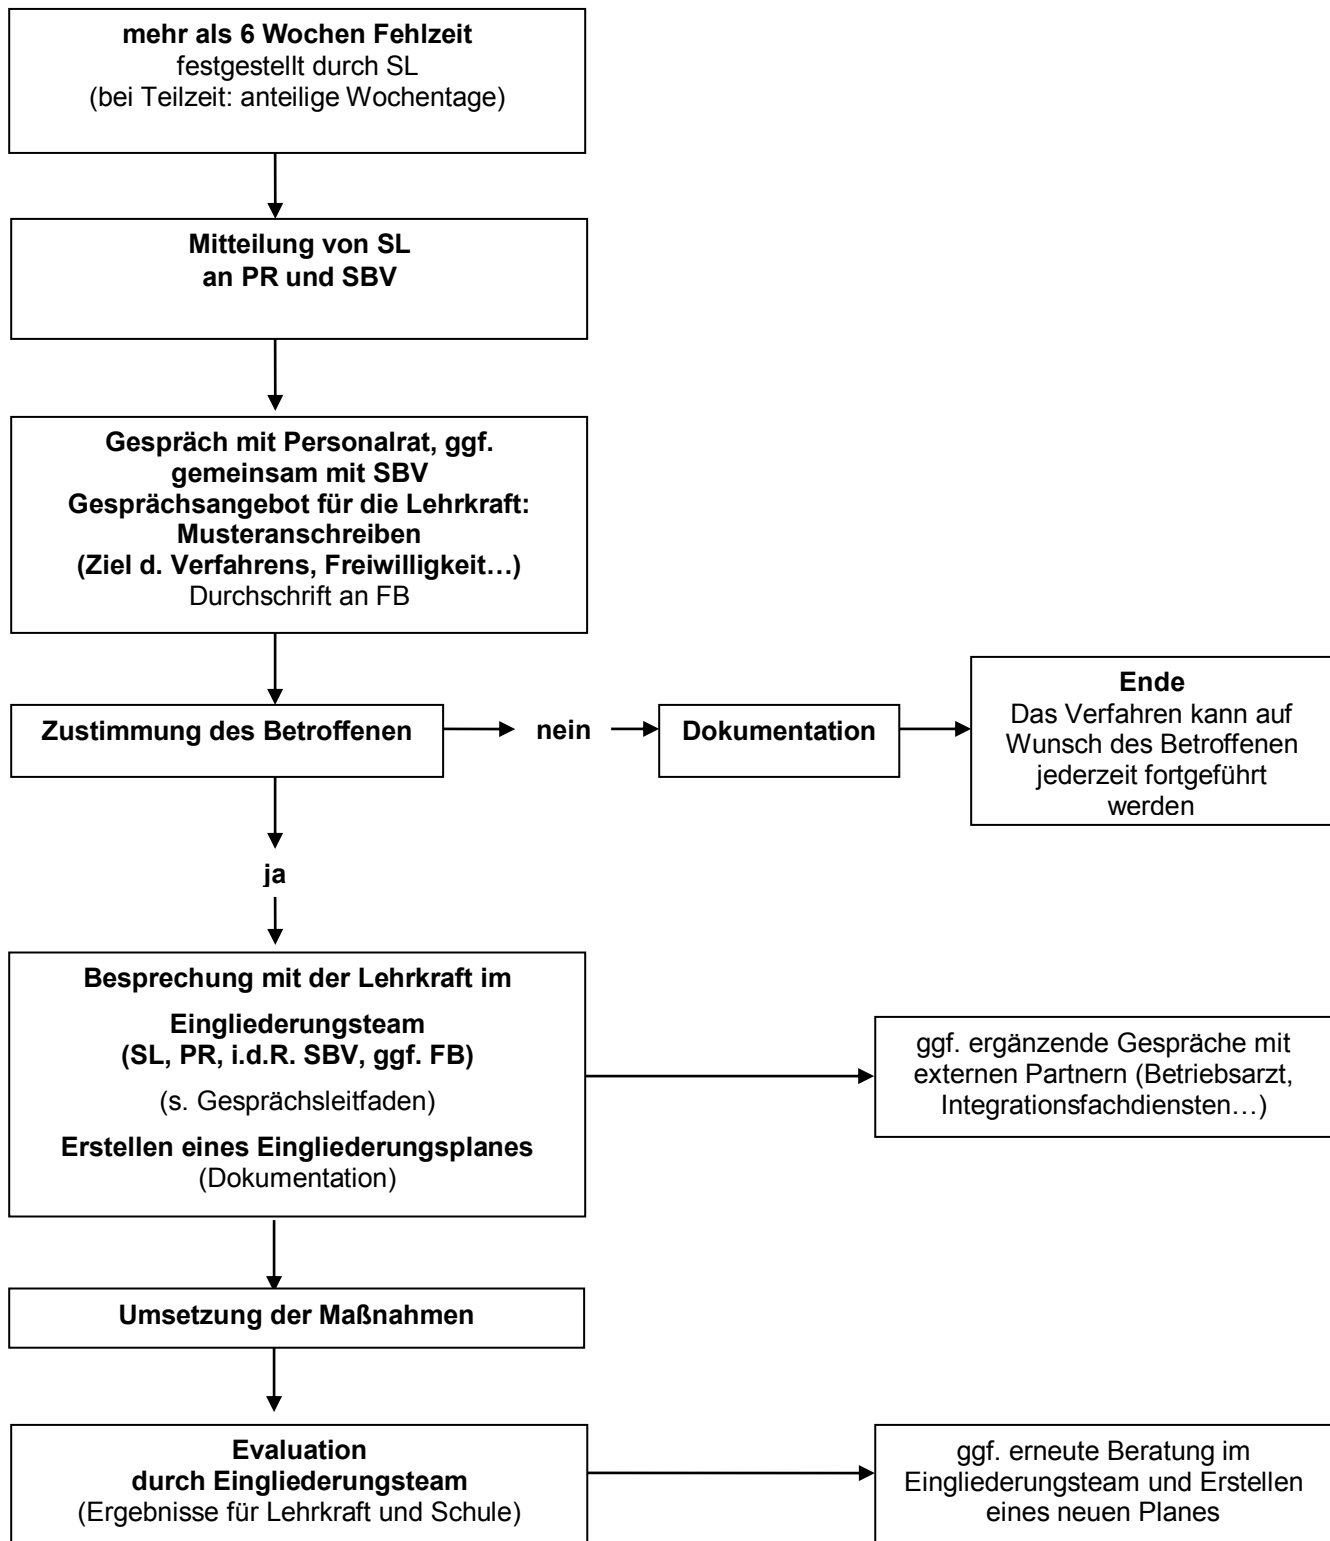 mehr als 6 Wochen Fehlzeit
festgestellt durch SL
(bei Teilzeit: anteilige Wochentage)
Mitteilung von SL
an PR und SBV
Gespräch mit Personalrat, ggf.
gemeinsam mit SBV
Gesprächsangebot für die Lehrkraft:
Musteranschreiben
(Ziel d. Verfahrens, Freiwilligkeit…)
Durchschrift an FB
Zustimmung des Betroffenen
nein
Dokumentation
Ende
Das Verfahren kann auf
Wunsch des Betroffenen
jederzeit fortgeführt
werden
ja
Besprechung mit der Lehrkraft im
Eingliederungsteam
(SL, PR, i.d.R. SBV, ggf. FB)
(s. Gesprächsleitfaden)
Erstellen eines Eingliederungsplanes
(Dokumentation)
ggf. ergänzende Gespräche mit
externen Partnern (Betriebsarzt,
Integrationsfachdiensten…)
Umsetzung der Maßnahmen
Evaluation
durch Eingliederungsteam
(Ergebnisse für Lehrkraft und Schule)
ggf. erneute Beratung im
Eingliederungsteam und Erstellen
eines neuen Planes